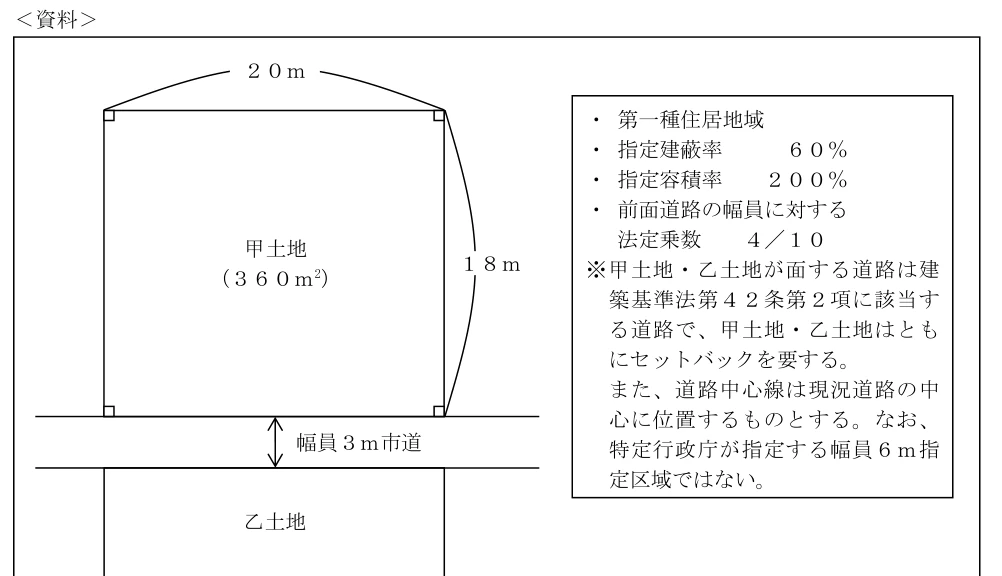 ＜資料＞
２０ｍ
甲土地
（３６０ｍ²）
１８ｍ
幅員３ｍ市道
乙土地
・ 第一種住居地域
・ 指定建蔽率　　　６０％
・ 指定容積率　　２００％
・ 前面道路の幅員に対する
法定乗数　　４／１０
※甲土地・乙土地が面する道路は建
築基準法第４２条第２項に該当す
る道路で、甲土地・乙土地はとも
にセットバックを要する。
また、道路中心線は現況道路の中
心に位置するものとする。なお、
特定行政庁が指定する幅員６ｍ指
定区域ではない。